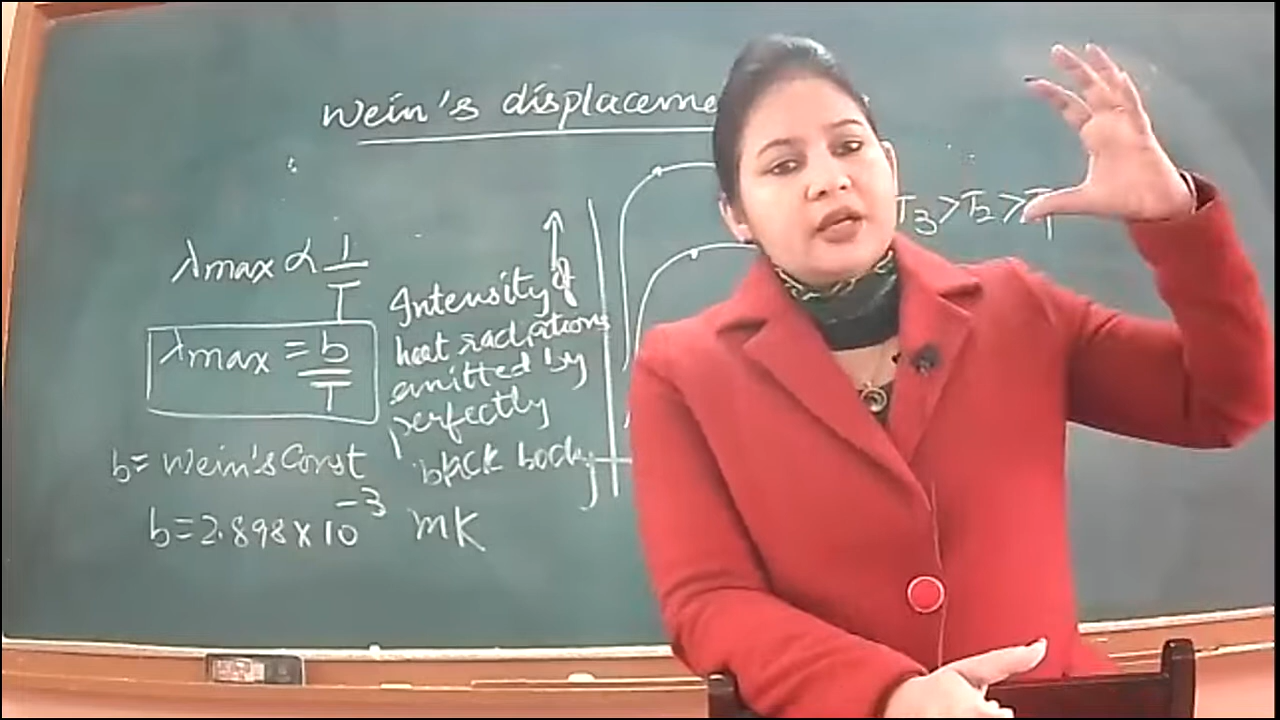 Wein's displaceme
λmax α 1/T
λmax = b/T
b = Wein's Const
b = 2.898 × 10⁻³ mK
Intensity of
heat radiations
emitted by
perfectly
black body
T₃ > T₂ > T₁